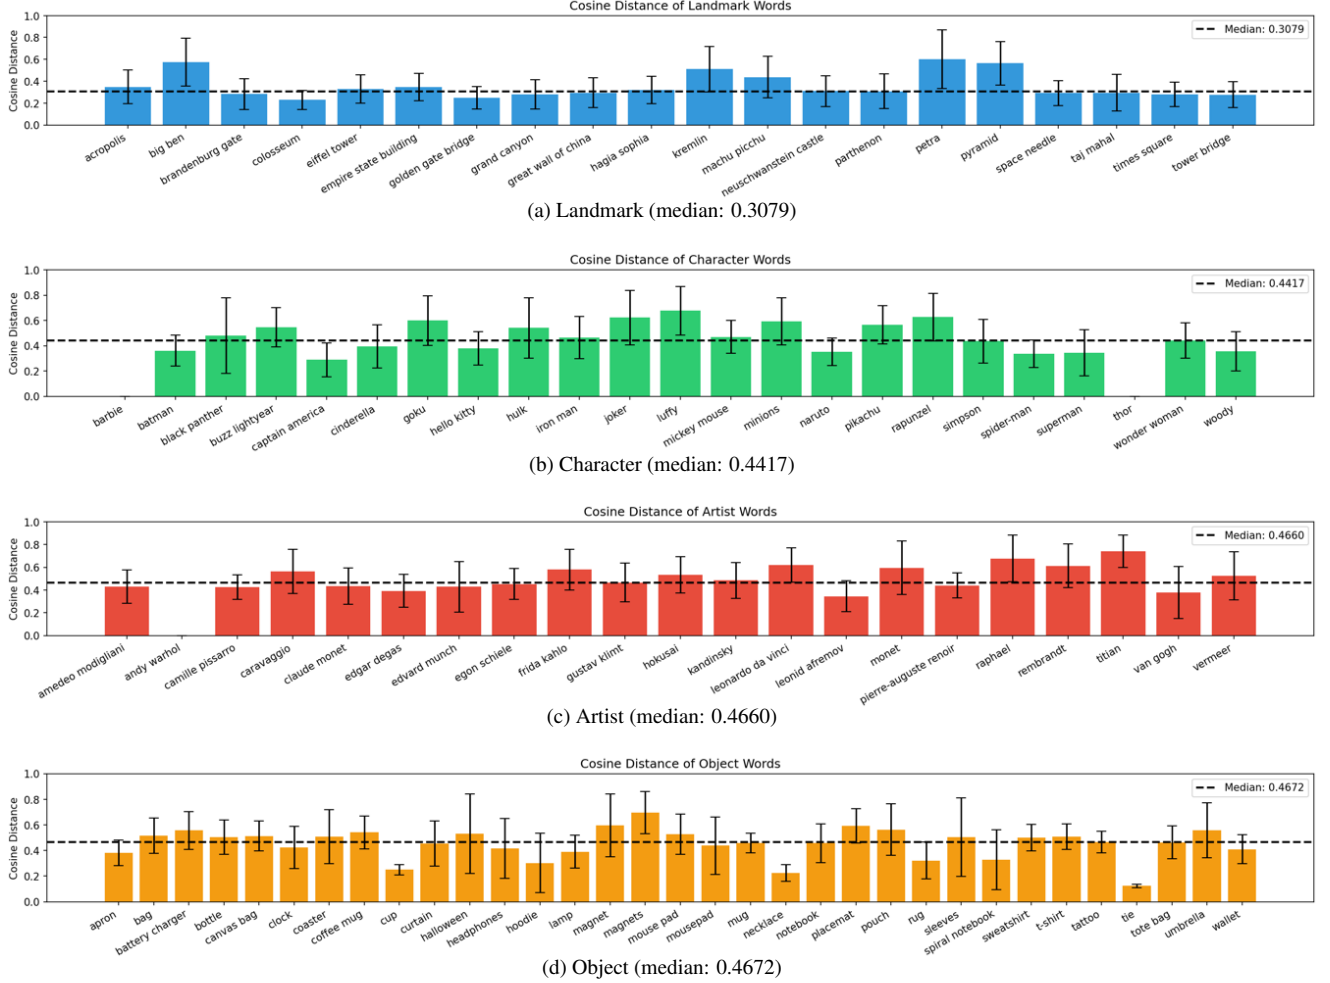 Cosine Distance of Landmark Words
1.0
0.8
0.6
0.4
0.2
0.0
Cosine Distance
Median: 0.3079
acropolis
big ben
brandenburg gate
colosseum
eiffel tower
empire state building
golden gate bridge
grand canyon
great wall of china
hagia sophia
kremlin
machu picchu
neuschwanstein castle
parthenon
petra
pyramid
space needle
taj mahal
times square
tower bridge
(a) Landmark (median: 0.3079)
Cosine Distance of Character Words
1.0
0.8
0.6
0.4
0.2
0.0
Cosine Distance
Median: 0.4417
barbie
batman
black panther
buzz lightyear
captain america
cinderella
goku
hello kitty
hulk
iron man
joker
luffy
mickey mouse
minions
naruto
pikachu
rapunzel
simpson
spider-man
superman
thor
wonder woman
woody
(b) Character (median: 0.4417)
Cosine Distance of Artist Words
1.0
0.8
0.6
0.4
0.2
0.0
Cosine Distance
Median: 0.4660
amedeo modigliani
andy warhol
camille pissarro
caravaggio
claude monet
edgar degas
edvard munch
egon schiele
frida kahlo
gustav klimt
hokusai
kandinsky
leonardo da vinci
leonid afremov
monet
pierre-auguste renoir
raphael
rembrandt
titian
van gogh
vermeer
(c) Artist (median: 0.4660)
Cosine Distance of Object Words
1.0
0.8
0.6
0.4
0.2
0.0
Cosine Distance
Median: 0.4672
apron
bag
battery charger
bottle
canvas bag
clock
coaster
coffee mug
cup
curtain
halloween
headphones
hoodie
lamp
magnet
magnets
mouse pad
mousepad
mug
necklace
notebook
placemat
pouch
rug
sleeves
spiral notebook
sweatshirt
t-shirt
tattoo
tie
tote bag
umbrella
wallet
(d) Object (median: 0.4672)